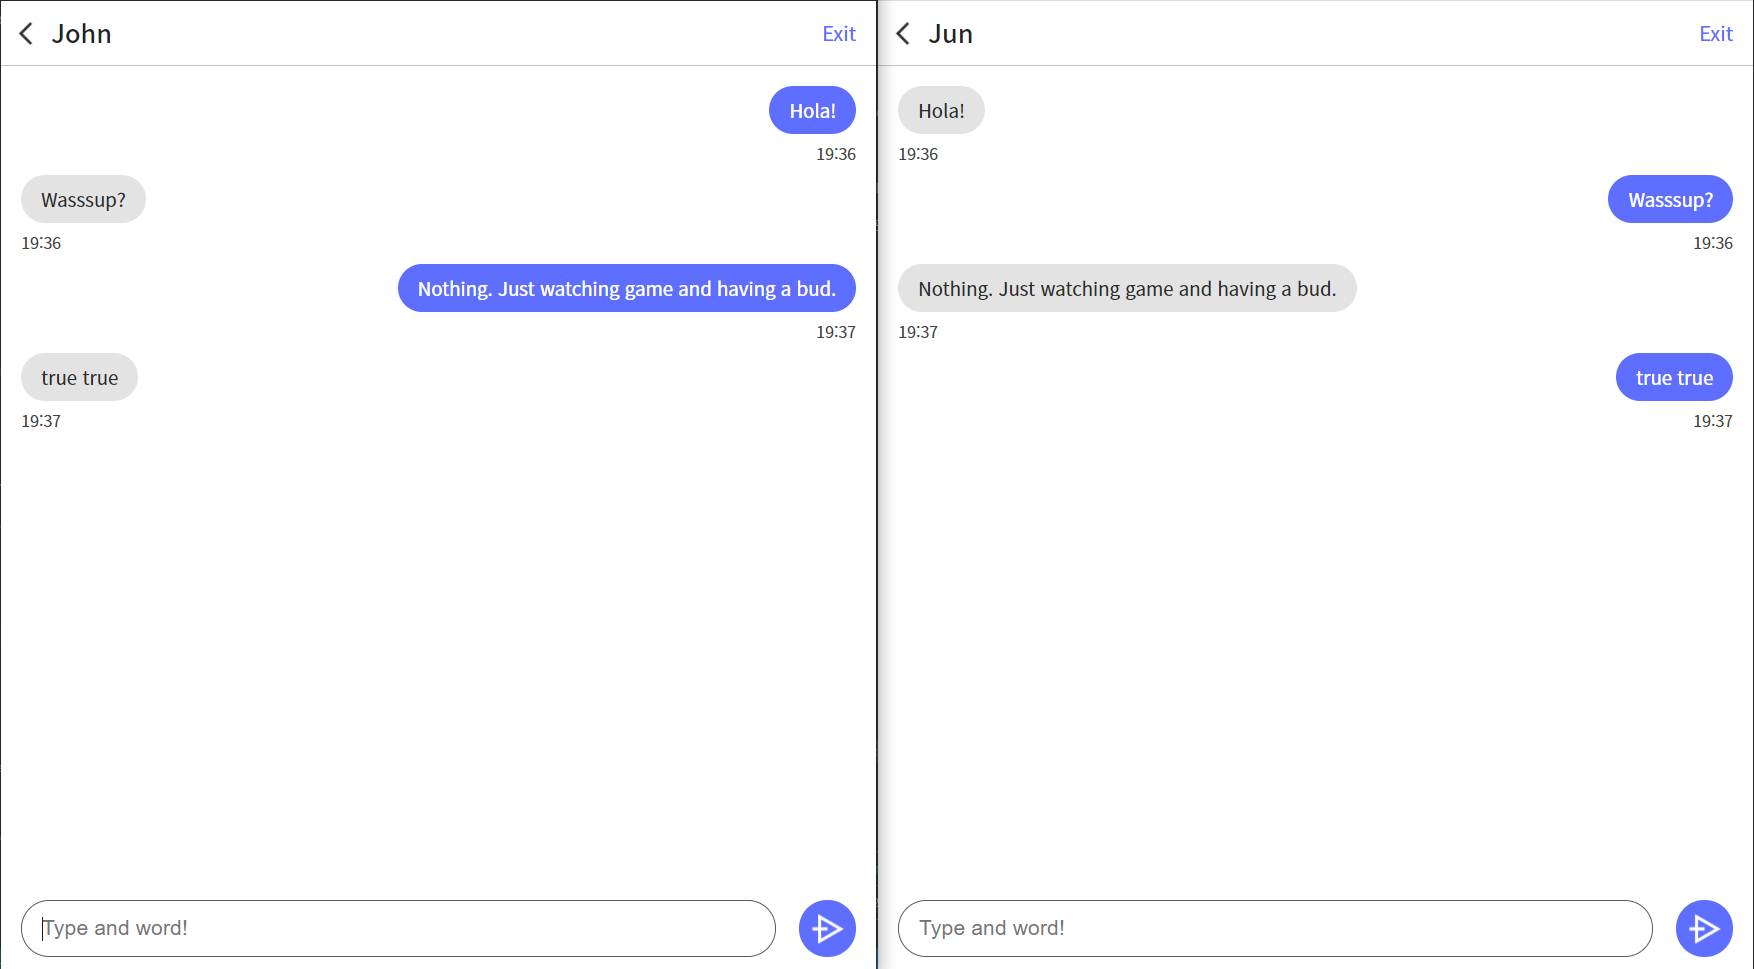 John
Exit
Hola!
19:36
Wasssup?
19:36
Nothing. Just watching game and having a bud.
19:37
true true
19:37
Type and word!
Jun
Exit
Hola!
19:36
Wasssup?
19:36
Nothing. Just watching game and having a bud.
19:37
true true
19:37
Type and word!